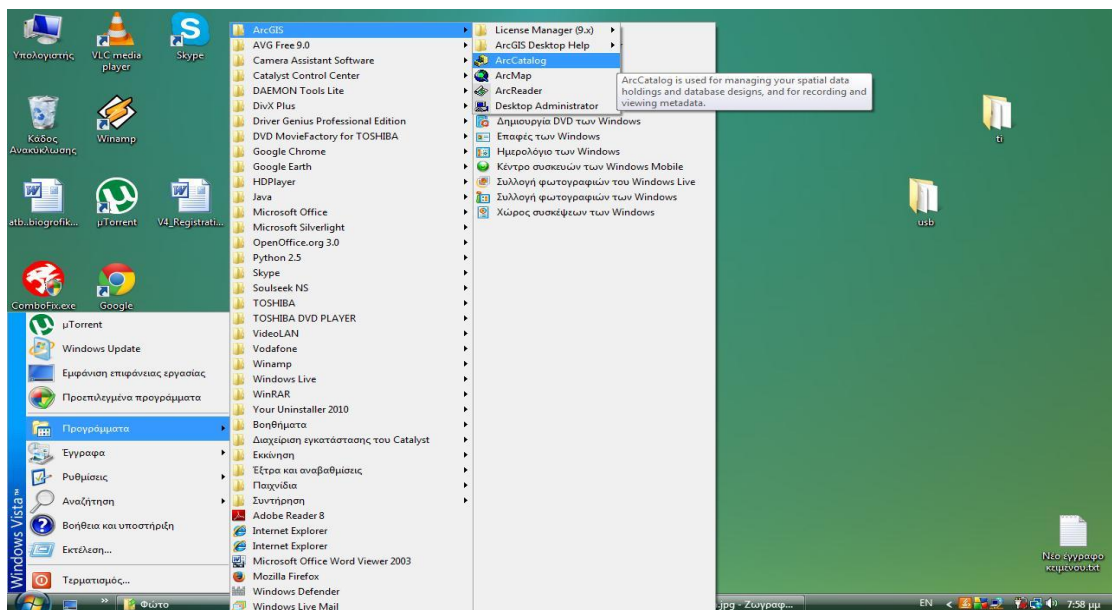 Υπολογιστής
VLC media
player
Skype
Κάδος
Ανακύκλωσης
Winamp
atb..biogrofik...
μTorrent
V4_Registrati...
ComboFix.exe
Google
μTorrent
Windows Update
Εμφάνιση επιφάνειας εργασίας
Προεπιλεγμένα προγράμματα
Προγράμματα
Έγγραφα
Ρυθμίσεις
Αναζήτηση
Βοήθεια και υποστήριξη
Εκτέλεση...
Τερματισμός...
Windows Vista™
ArcGIS
AVG Free 9.0
Camera Assistant Software
Catalyst Control Center
DAEMON Tools Lite
DivX Plus
Driver Genius Professional Edition
DVD MovieFactory for TOSHIBA
Google Chrome
Google Earth
HDPlayer
Java
Microsoft Office
Microsoft Silverlight
OpenOffice.org 3.0
Python 2.5
Skype
Soulseek NS
TOSHIBA
TOSHIBA DVD PLAYER
VideoLAN
Vodafone
Winamp
Windows Live
WinRAR
Your Uninstaller 2010
Βοηθήματα
Διαχείριση εγκατάστασης του Catalyst
Εκκίνηση
Έξτρα και αναβαθμίσεις
Παιχνίδια
Συντήρηση
Adobe Reader 8
Internet Explorer
Internet Explorer
Microsoft Office Word Viewer 2003
Mozilla Firefox
Windows Defender
Windows Live Mail
License Manager (9.x)
ArcGIS Desktop Help
ArcCatalog
ArcMap
ArcReader
Desktop Administrator
Δημιουργία DVD των Windows
Επαφές των Windows
Ημερολόγιο των Windows
Κέντρο συσκευών των Windows Mobile
Συλλογή φωτογραφιών του Windows Live
Συλλογή φωτογραφιών των Windows
Χώρος συσκέψεων των Windows
ArcCatalog is used for managing your spatial data
holdings and database designs, and for recording and
viewing metadata.
ti
usb
Νέο έγγραφο
κειμένου.txt
Φώτο
.jpg - Ζωγραφ...
EN
7:58 μμ